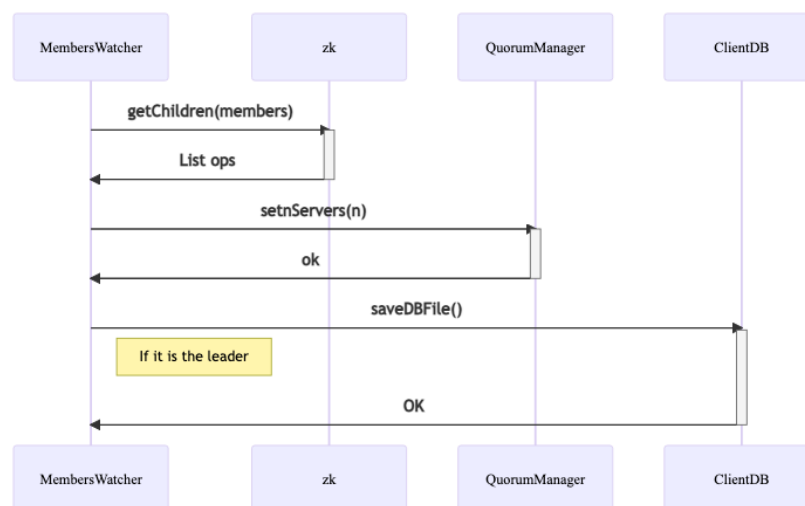 MembersWatcher
zk
QuorumManager
ClientDB
getChildren(members)
List ops
setnServers(n)
ok
saveDBFile()
If it is the leader
OK
MembersWatcher
zk
QuorumManager
ClientDB